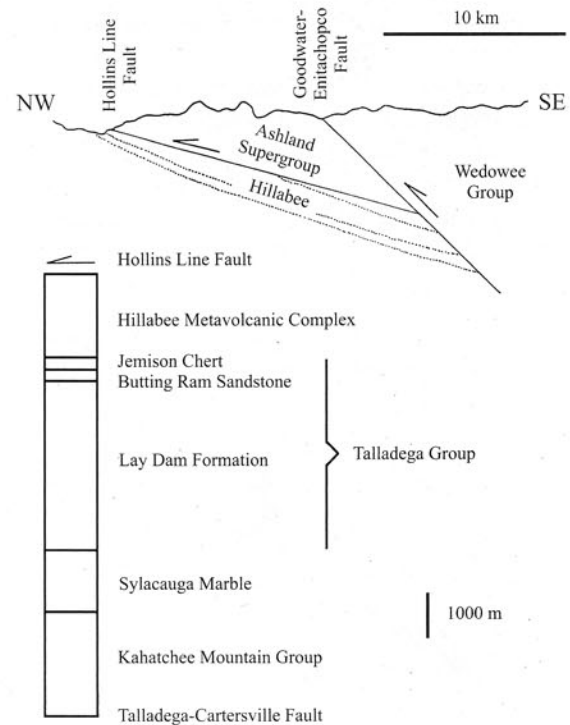 10 km
Hollins Line
Fault
Goodwater-
Enitachopco
Fault
NW
SE
Ashland
Supergroup
Hillabee
Wedowee
Group
Hollins Line Fault
Hillabee Metavolcanic Complex
Jemison Chert
Butting Ram Sandstone
Lay Dam Formation
Talladega Group
Sylacauga Marble
1000 m
Kahatchee Mountain Group
Talladega-Cartersville Fault